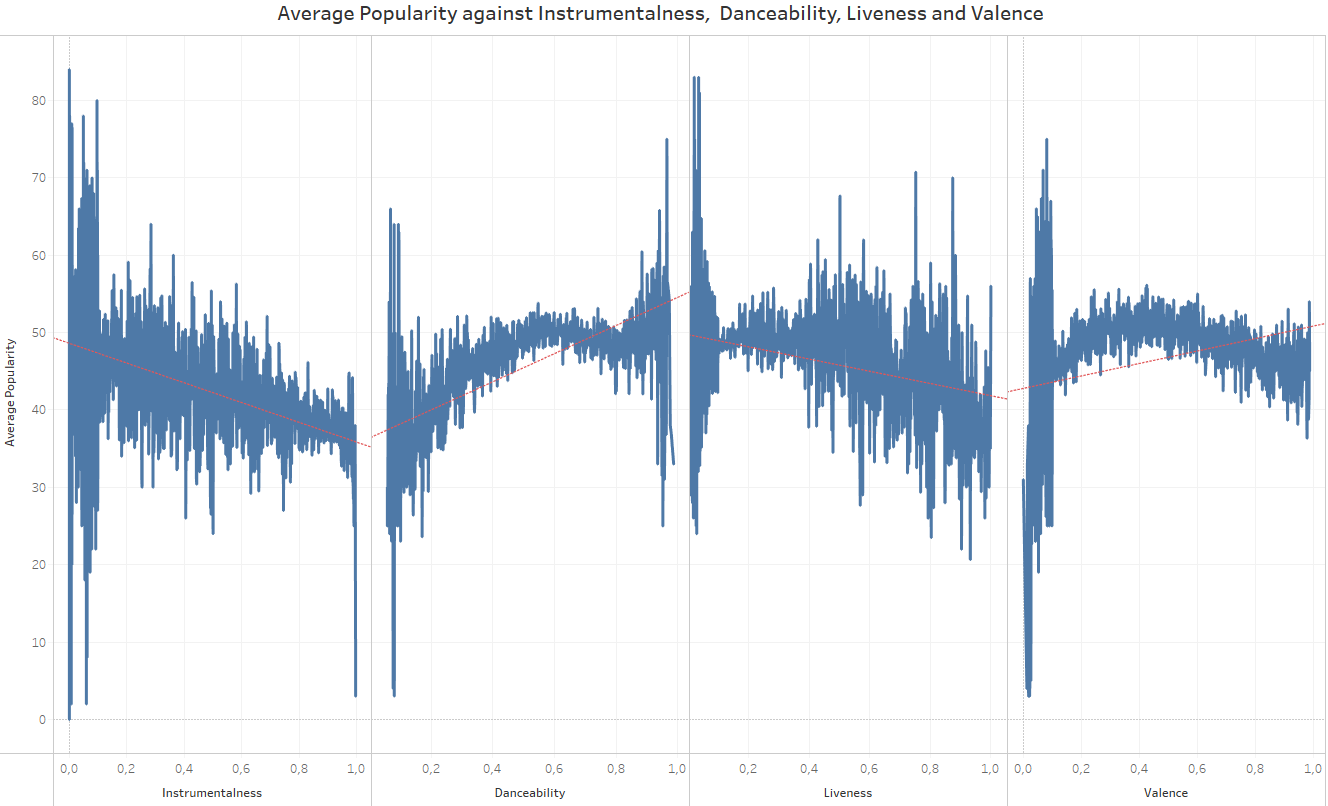 Average Popularity against Instrumentalness, Danceability, Liveness and Valence
Average Popularity
80
70
60
50
40
30
20
10
0
0,0 0,2 0,4 0,6 0,8 1,0 0,2 0,4 0,6 0,8 1,0 0,2 0,4 0,6 0,8 1,0 0,0 0,2 0,4 0,6 0,8 1,0
Instrumentalness Danceability Liveness Valence